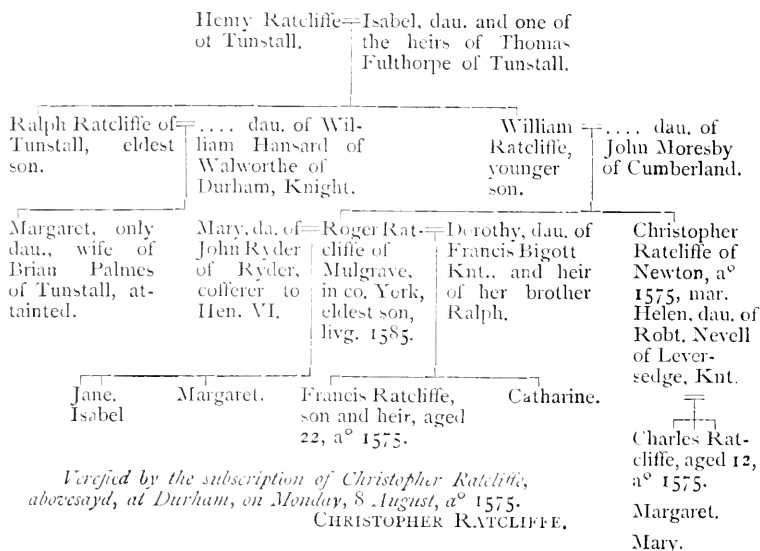 Henry Ratcliffe
of Tunstall.
Isabel, dau. and one of
the heirs of Thomas
Fulthorpe of Tunstall.
Ralph Ratcliffe of
Tunstall, eldest
son.
.... dau. of Wil-
liam Hansard of
Walworthe of
Durham, Knight.
William
Ratcliffe,
younger
son.
.... dau. of
John Moresby
of Cumberland.
Margaret, only
dau., wife of
Brian Palmes
of Tunstall, at-
tainted.
Mary, da. of
John Ryder
of Ryder,
cofferer to
Hen. VI.
Roger Rat-
cliffe of
Mulgrave,
in co. York,
eldest son,
livg. 1585.
Dorothy, dau. of
Francis Bigott
Knt., and heir
of her brother
Ralph.
Christopher
Ratcliffe of
Newton, aº
1575, mar.
Helen, dau. of
Robt. Nevell
of Lever-
sedge, Knt.
Jane.
Isabel
Margaret.
Francis Ratcliffe,
son and heir, aged
22, aº 1575.
Catharine.
Charles Rat-
cliffe, aged 12,
aº 1575.
Margaret.
Mary.
Verefied by the subscription of Christopher Ratcliffe,
abovesayd, at Durham, on Monday, 8 August, aº 1575.
CHRISTOPHER RATCLIFFE.